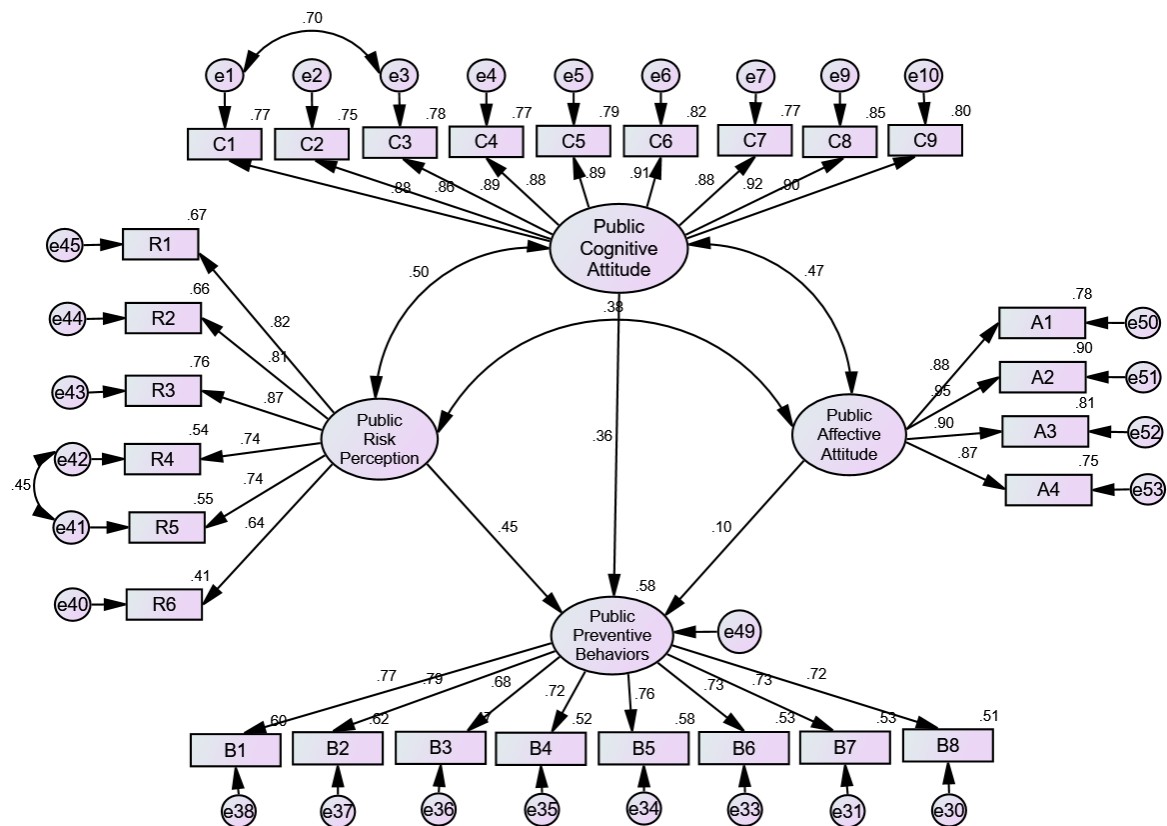 .70
e1 e2 e3 e4 e5 e6 e7 e9 e10
.77 .75 .78 .77 .79 .82 .77 .85 .80
C1 C2 C3 C4 C5 C6 C7 C8 C9
.88 .86 .89 .88 .89 .91 .88 .92 .90
Public
Cognitive
Attitude
.67
e45 R1
.50 .47
.66
e44 R2
.82
.81
.38
.78
A1 e50
.88
.90
A2 e51
.95
.76
e43 R3
.87
.81
A3 e52
.90
Public
Risk
Perception
.36
Public
Affective
Attitude
.54
e42 R4
.74
.45
.87
.75
A4 e53
.55
e41 R5
.74
.64
.45 .10
.41
e40 R6
.58
Public
Preventive
Behaviors
e49
.77 .79 .68 .72 .76 .73 .73 .72
.60 .62 .52 .58 .53 .53 .51
B1 B2 B3 B4 B5 B6 B7 B8
e38 e37 e36 e35 e34 e33 e31 e30